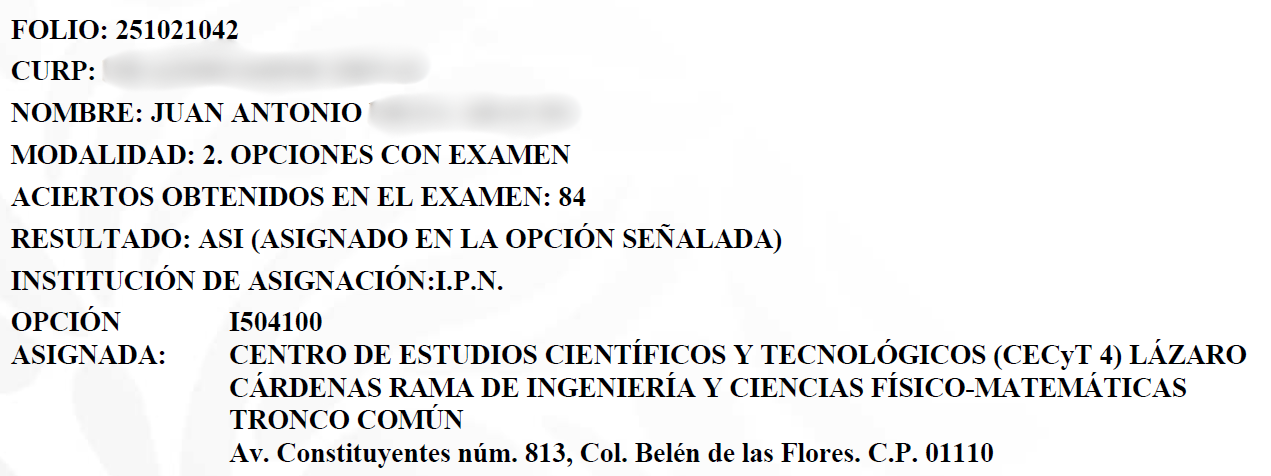 FOLIO: 251021042
CURP:
NOMBRE: JUAN ANTONIO
MODALIDAD: 2. OPCIONES CON EXAMEN
ACIERTOS OBTENIDOS EN EL EXAMEN: 84
RESULTADO: ASI (ASIGNADO EN LA OPCIÓN SEÑALADA)
INSTITUCIÓN DE ASIGNACIÓN:I.P.N.
OPCIÓN I504100
ASIGNADA: CENTRO DE ESTUDIOS CIENTÍFICOS Y TECNOLÓGICOS (CECyT 4) LÁZARO
CÁRDENAS RAMA DE INGENIERÍA Y CIENCIAS FÍSICO-MATEMÁTICAS
TRONCO COMÚN
Av. Constituyentes núm. 813, Col. Belén de las Flores. C.P. 01110